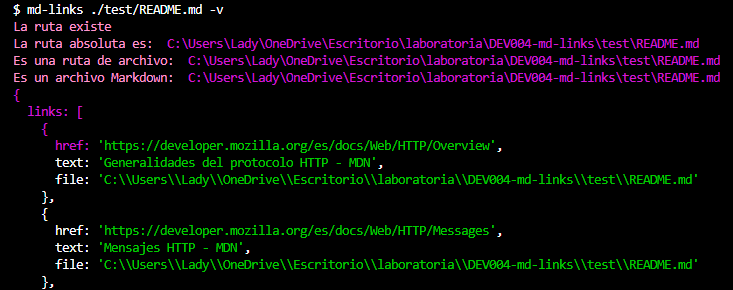 $ md-links ./test/README.md -v
La ruta existe
La ruta absoluta es:  C:\Users\Lady\OneDrive\Escritorio\laboratoria\DEV004-md-links\test\README.md
Es una ruta de archivo:  C:\Users\Lady\OneDrive\Escritorio\laboratoria\DEV004-md-links\test\README.md
Es un archivo Markdown:  C:\Users\Lady\OneDrive\Escritorio\laboratoria\DEV004-md-links\test\README.md
{
  links: [
    {
      href: 'https://developer.mozilla.org/es/docs/Web/HTTP/Overview',
      text: 'Generalidades del protocolo HTTP - MDN',
      file: 'C:\\Users\\Lady\\OneDrive\\Escritorio\\laboratoria\\DEV004-md-links\\test\\README.md'
    },
    {
      href: 'https://developer.mozilla.org/es/docs/Web/HTTP/Messages',
      text: 'Mensajes HTTP - MDN',
      file: 'C:\\Users\\Lady\\OneDrive\\Escritorio\\laboratoria\\DEV004-md-links\\test\\README.md'
    },